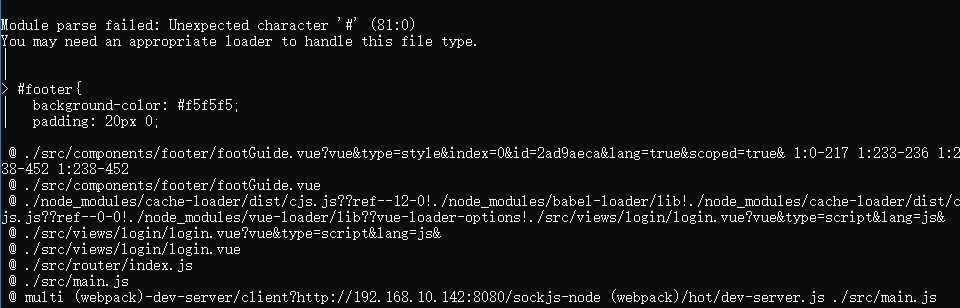 Module parse failed: Unexpected character '#' (81:0)
You may need an appropriate loader to handle this file type.
|
|
> #footer{
|   background-color: #f5f5f5;
|   padding: 20px 0;
@ ./src/components/footer/footGuide.vue?vue&type=style&index=0&id=2ad9aeca&lang=true&scoped=true& 1:0-217 1:233-236 1:2
38-452 1:238-452
@ ./src/components/footer/footGuide.vue
@ ./node_modules/cache-loader/dist/cjs.js??ref--12-0!./node_modules/babel-loader/lib!./node_modules/cache-loader/dist/c
js.js??ref--0-0!./node_modules/vue-loader/lib??vue-loader-options!./src/views/login/login.vue?vue&type=script&lang=js&
@ ./src/views/login/login.vue?vue&type=script&lang=js&
@ ./src/views/login/login.vue
@ ./src/router/index.js
@ ./src/main.js
@ multi (webpack)-dev-server/client?http://192.168.10.142:8080/sockjs-node (webpack)/hot/dev-server.js ./src/main.js